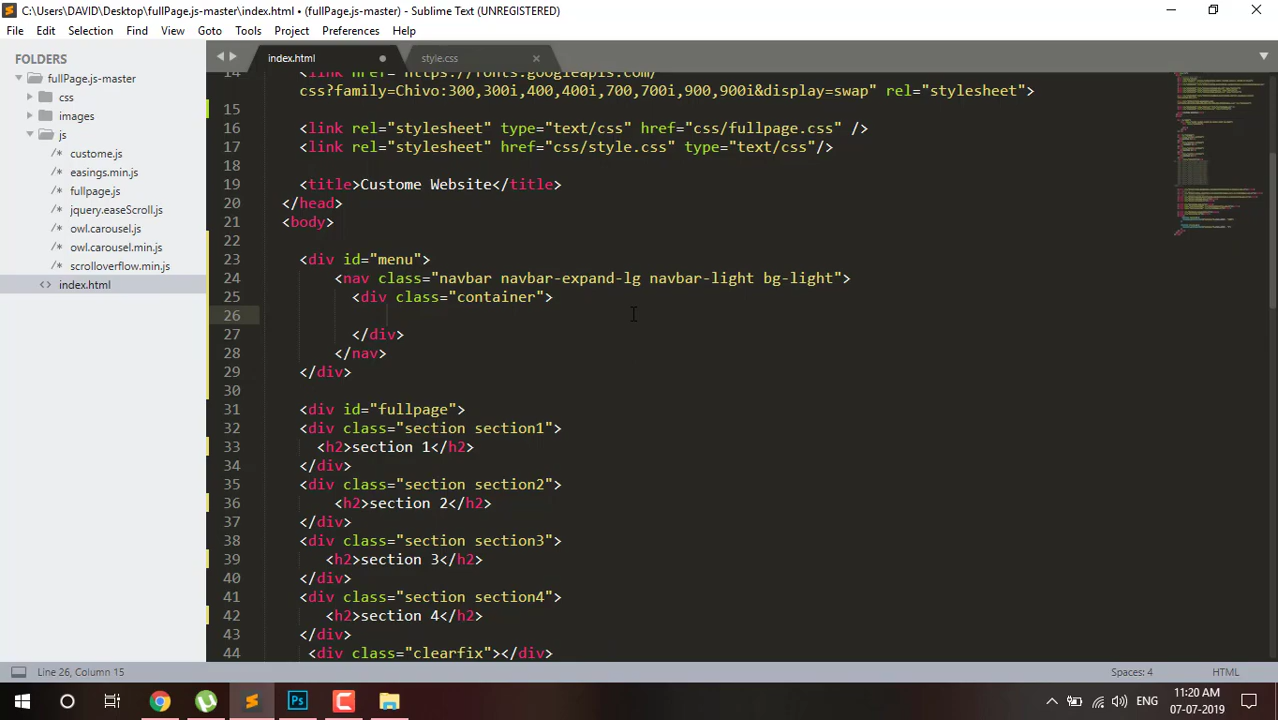 C:\Users\DAVID\Desktop\fullPage.js-master\index.html • (fullPage.js-master) - Sublime Text (UNREGISTERED)
File Edit Selection Find View Goto Tools Project Preferences Help
FOLDERS
fullPage.js-master
css
images
js
/* custome.js
/* easings.min.js
/* fullpage.js
/* jquery.easeScroll.js
/* owl.carousel.js
/* owl.carousel.min.js
/* scrolloverflow.min.js
<> index.html
index.html
style.css
14 <link href="https://fonts.googleapis.com/
css?family=Chivo:300,300i,400,400i,700,700i,900,900i&display=swap" rel="stylesheet">
15
16 <link rel="stylesheet" type="text/css" href="css/fullpage.css" />
17 <link rel="stylesheet" href="css/style.css" type="text/css"/>
18
19 <title>Custome Website</title>
20 </head>
21 <body>
22
23 <div id="menu">
24 <nav class="navbar navbar-expand-lg navbar-light bg-light">
25 <div class="container">
26
27 </div>
28 </nav>
29 </div>
30
31 <div id="fullpage">
32 <div class="section section1">
33 <h2>section 1</h2>
34 </div>
35 <div class="section section2">
36 <h2>section 2</h2>
37 </div>
38 <div class="section section3">
39 <h2>section 3</h2>
40 </div>
41 <div class="section section4">
42 <h2>section 4</h2>
43 </div>
44 <div class="clearfix"></div>
Line 26, Column 15
Spaces: 4
HTML
Ps
ENG
11:20 AM
07-07-2019